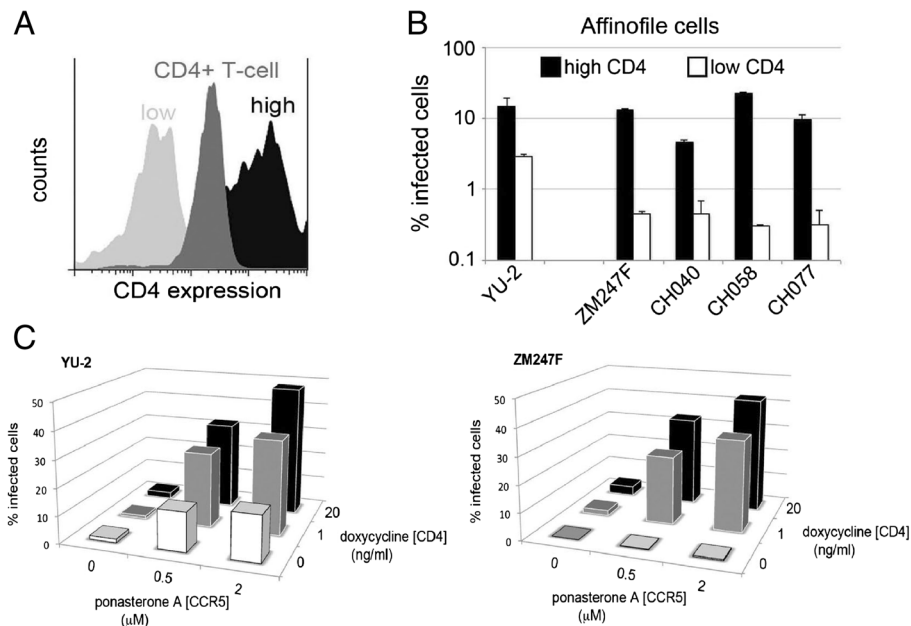 A
CD4+ T-cell
low
high
counts
CD4 expression
B
Affinofile cells
high CD4
low CD4
% infected cells
100
10
1
0.1
YU-2
ZM247F
CH040
CH058
CH077
C
YU-2
% infected cells
50
40
30
20
10
0
0
0.5
2
ponasterone A [CCR5]
(μM)
20
1
0
doxycycline [CD4]
(ng/ml)
ZM247F
% infected cells
50
40
30
20
10
0
0
0.5
2
ponasterone A [CCR5]
(μM)
20
1
0
doxycycline [CD4]
(ng/ml)